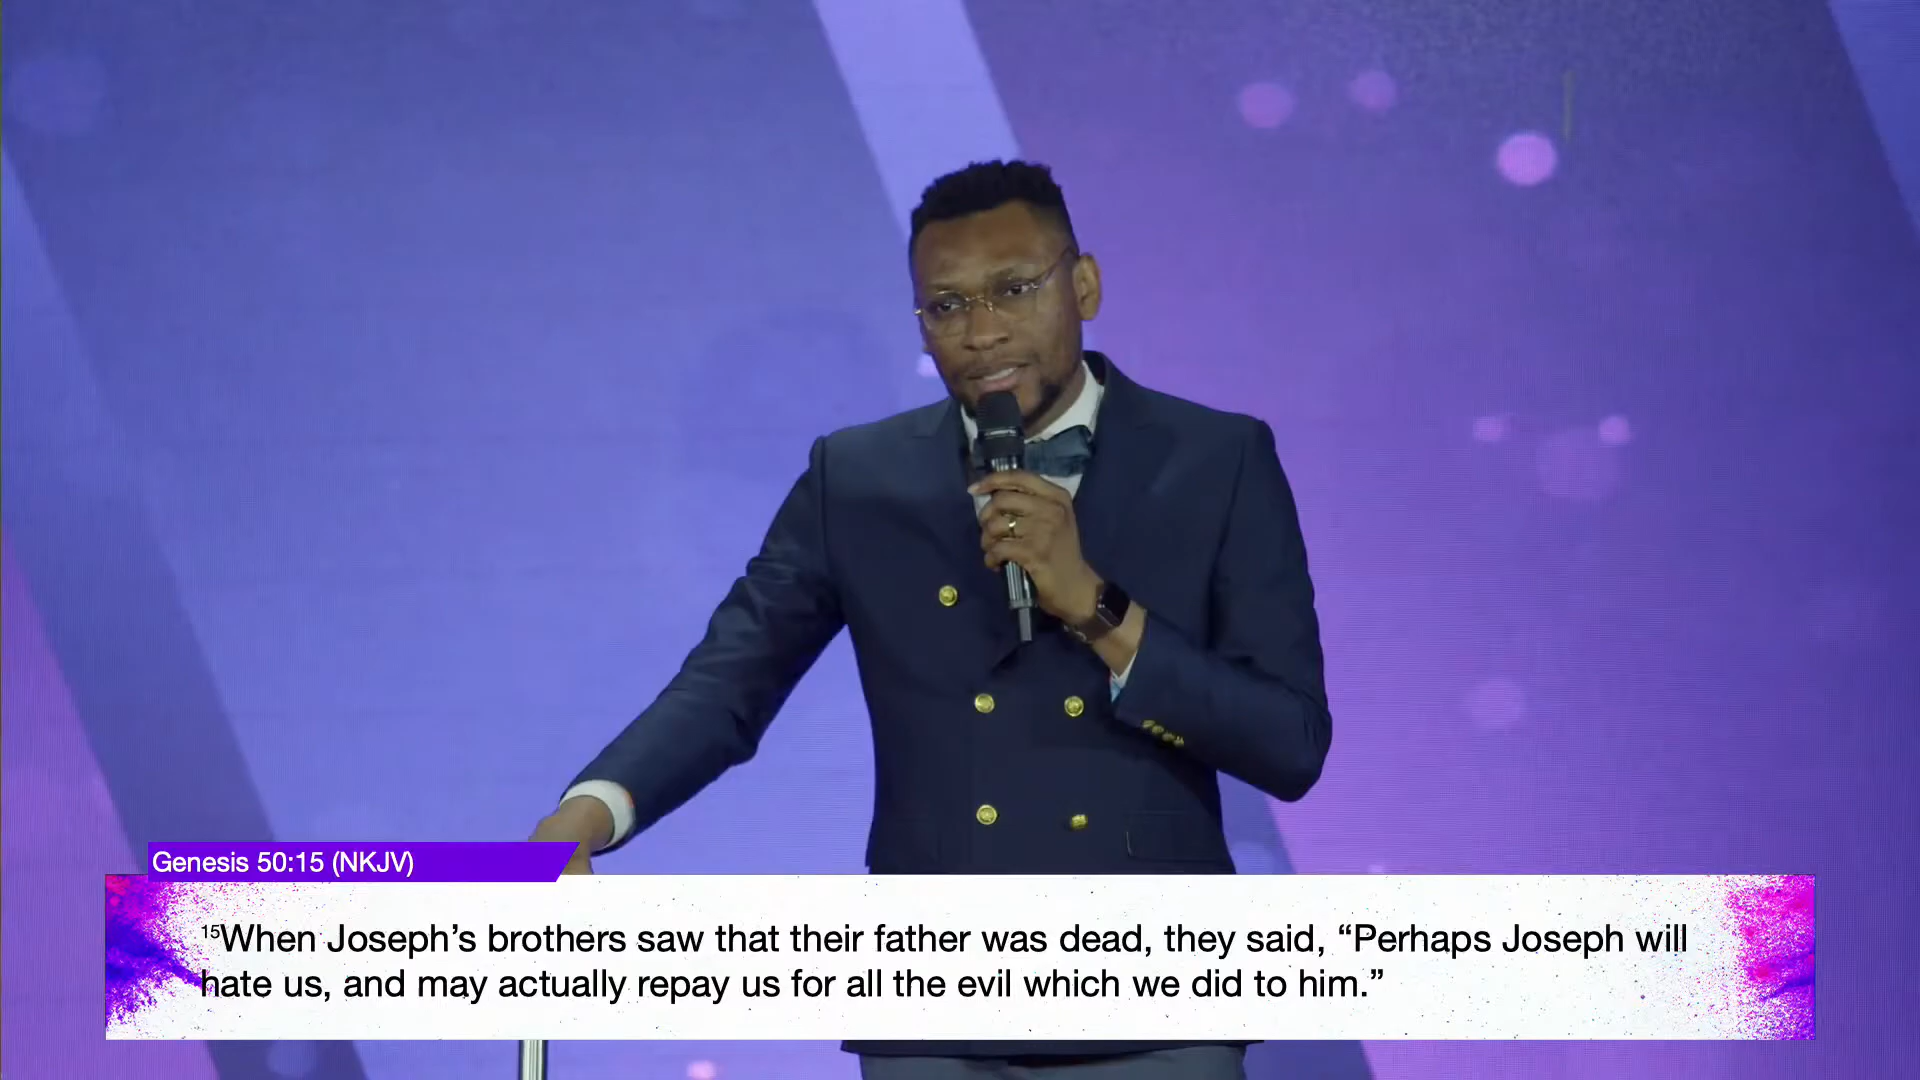 Genesis 50:15 (NKJV)
15When Joseph’s brothers saw that their father was dead, they said, “Perhaps Joseph will
hate us, and may actually repay us for all the evil which we did to him.”